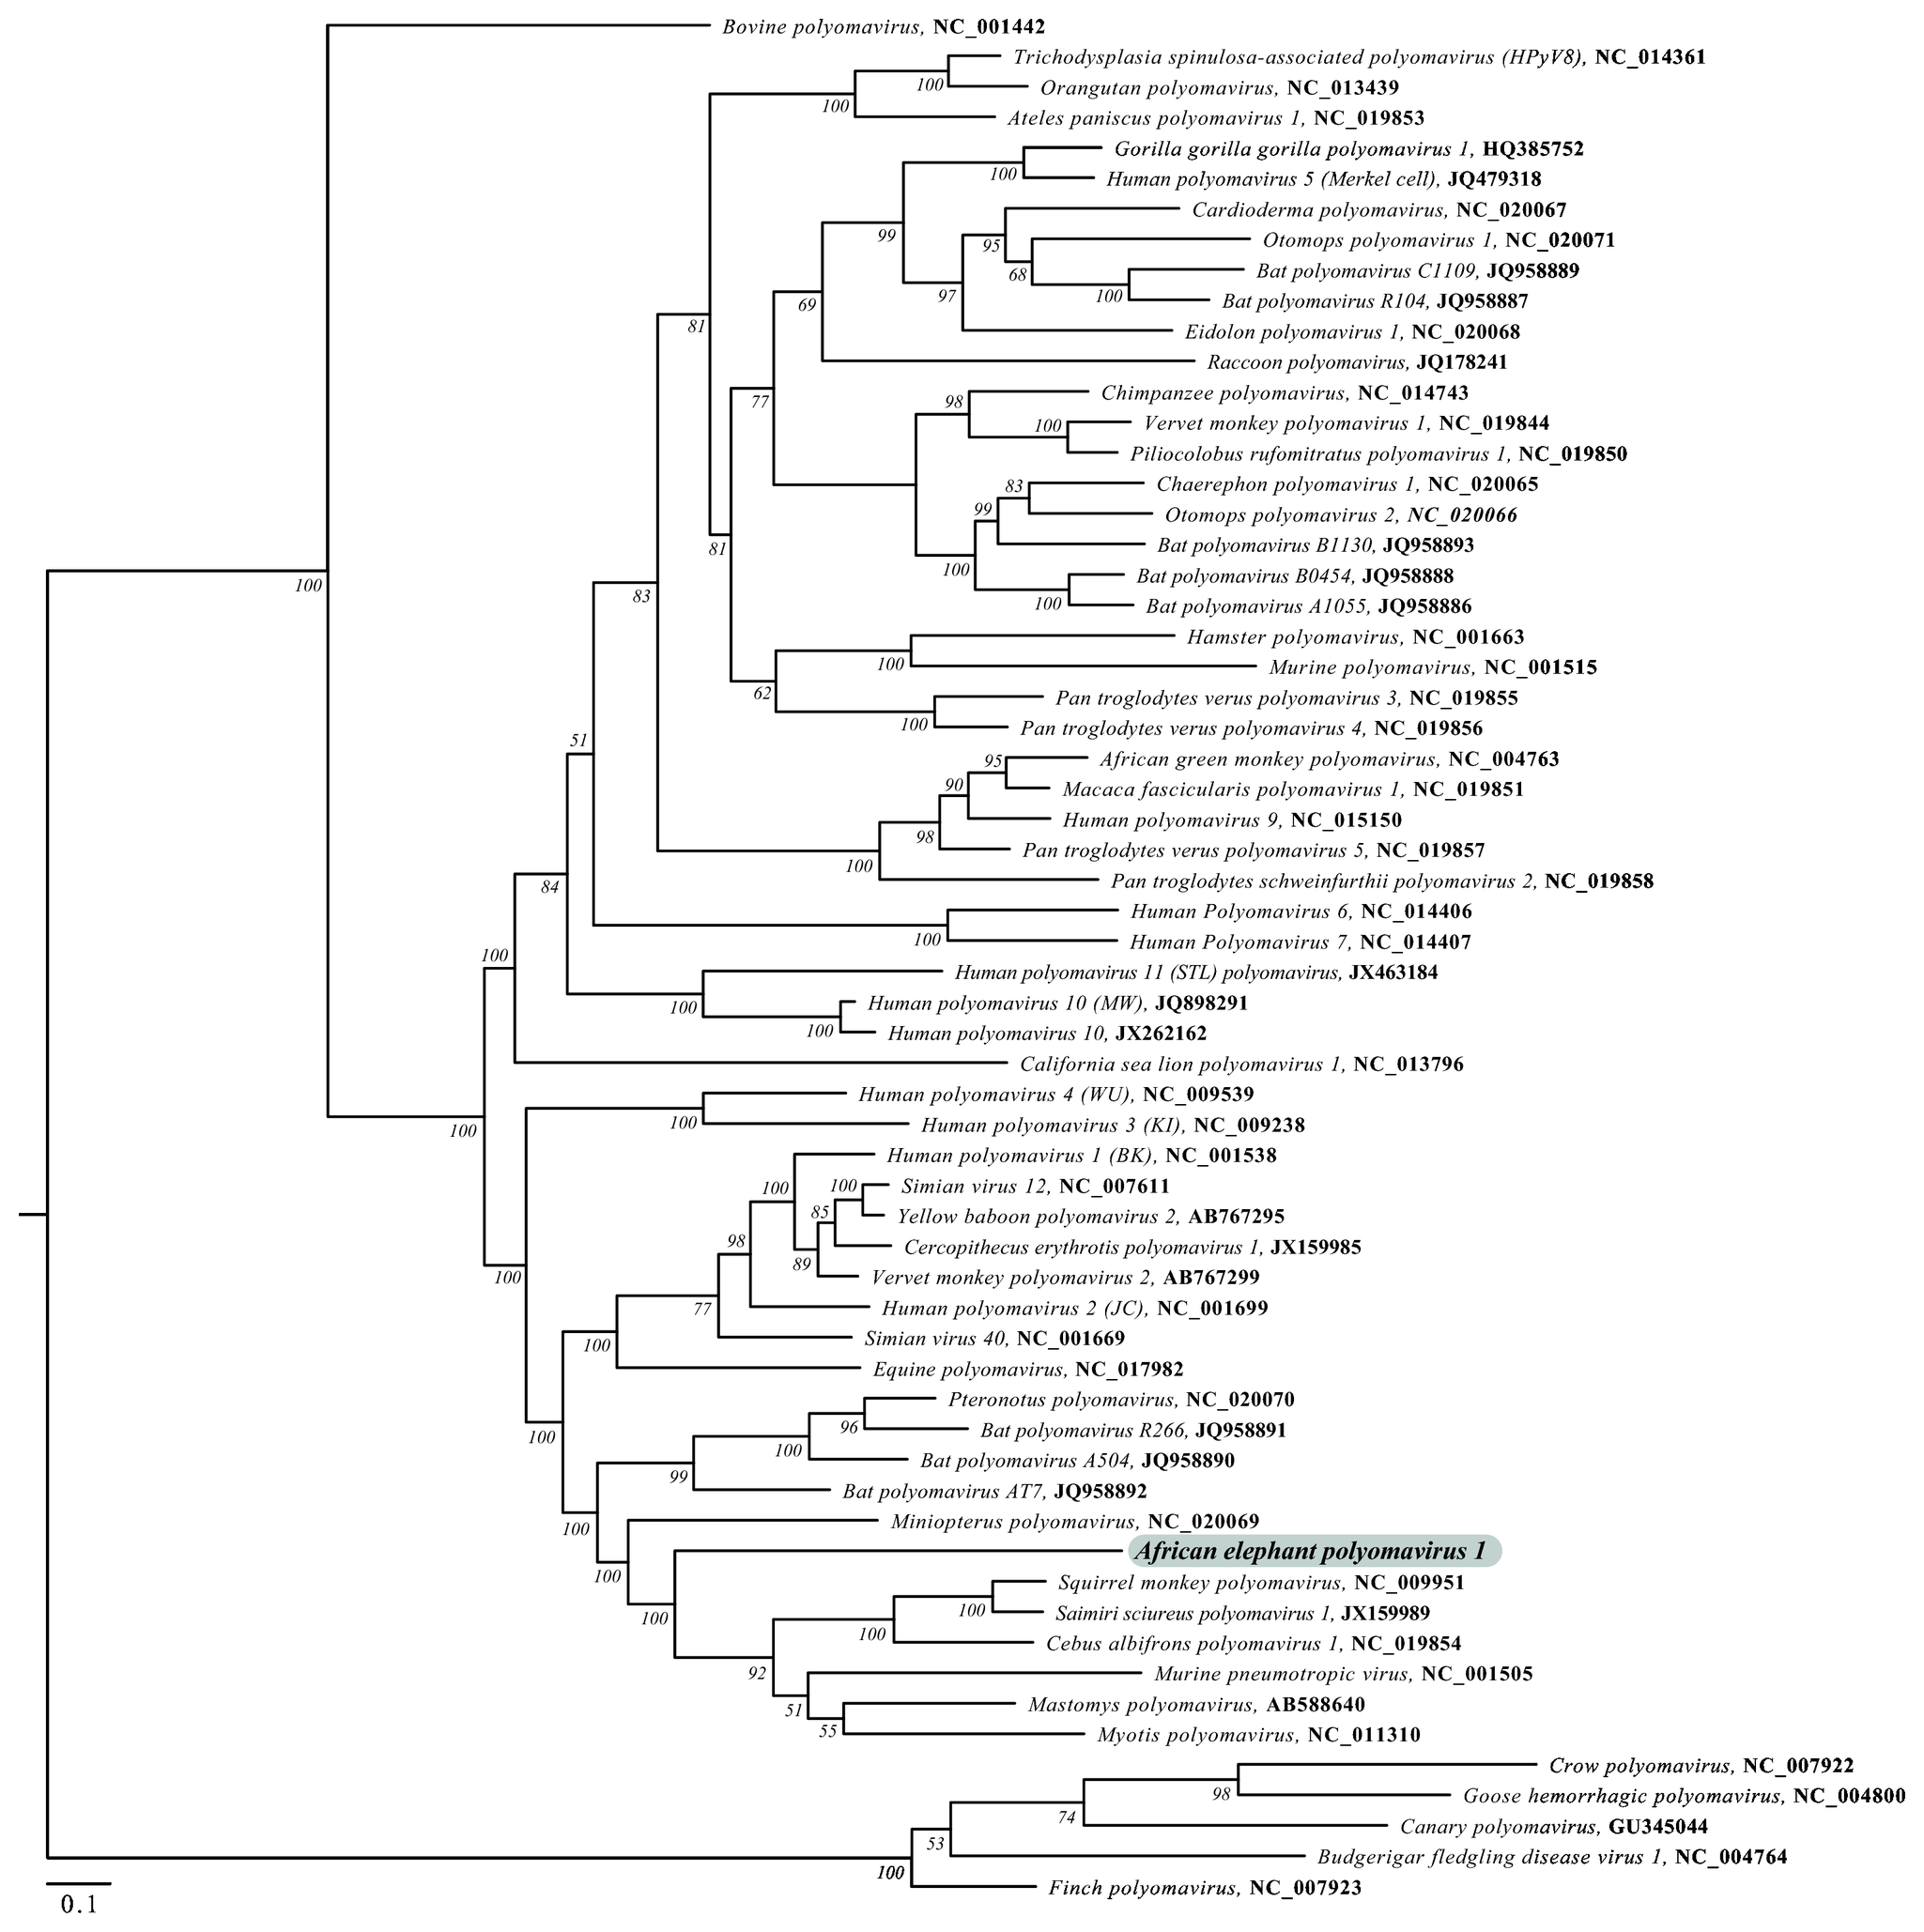 Bovine polyomavirus, NC_001442
Trichodysplasia spinulosa-associated polyomavirus (HPyV8), NC_014361
100
Orangutan polyomavirus, NC_013439
100
Ateles paniscus polyomavirus 1, NC_019853
Gorilla gorilla gorilla polyomavirus 1, HQ385752
100
Human polyomavirus 5 (Merkel cell), JQ479318
Cardioderma polyomavirus, NC_020067
99
95
Otomops polyomavirus 1, NC_020071
68
Bat polyomavirus C1109, JQ958889
97
100
Bat polyomavirus R104, JQ958887
69
81
Eidolon polyomavirus 1, NC_020068
Raccoon polyomavirus, JQ178241
77
98
Chimpanzee polyomavirus, NC_014743
100
Vervet monkey polyomavirus 1, NC_019844
Piliocolobus rufomitratus polyomavirus 1, NC_019850
83
Chaerephon polyomavirus 1, NC_020065
99
Otomops polyomavirus 2, NC_020066
81
Bat polyomavirus B1130, JQ958893
100
Bat polyomavirus B0454, JQ958888
100
83
100
Bat polyomavirus A1055, JQ958886
Hamster polyomavirus, NC_001663
100
Murine polyomavirus, NC_001515
62
Pan troglodytes verus polyomavirus 3, NC_019855
100
Pan troglodytes verus polyomavirus 4, NC_019856
51
95
African green monkey polyomavirus, NC_004763
90
Macaca fascicularis polyomavirus 1, NC_019851
Human polyomavirus 9, NC_015150
98
Pan troglodytes verus polyomavirus 5, NC_019857
100
84
Pan troglodytes schweinfurthii polyomavirus 2, NC_019858
Human Polyomavirus 6, NC_014406
100
Human Polyomavirus 7, NC_014407
100
Human polyomavirus 11 (STL) polyomavirus, JX463184
100
Human polyomavirus 10 (MW), JQ898291
100
Human polyomavirus 10, JX262162
California sea lion polyomavirus 1, NC_013796
Human polyomavirus 4 (WU), NC_009539
100
100
Human polyomavirus 3 (KI), NC_009238
Human polyomavirus 1 (BK), NC_001538
100
100
Simian virus 12, NC_007611
85
Yellow baboon polyomavirus 2, AB767295
98
Cercopithecus erythrotis polyomavirus 1, JX159985
89
100
Vervet monkey polyomavirus 2, AB767299
77
Human polyomavirus 2 (JC), NC_001699
100
Simian virus 40, NC_001669
Equine polyomavirus, NC_017982
Pteronotus polyomavirus, NC_020070
96
Bat polyomavirus R266, JQ958891
100
100
Bat polyomavirus A504, JQ958890
99
Bat polyomavirus AT7, JQ958892
100
Miniopterus polyomavirus, NC_020069
African elephant polyomavirus 1
100
Squirrel monkey polyomavirus, NC_009951
100
100
Saimiri sciureus polyomavirus 1, JX159989
100
Cebus albifrons polyomavirus 1, NC_019854
92
Murine pneumotropic virus, NC_001505
51
Mastomys polyomavirus, AB588640
55
Myotis polyomavirus, NC_011310
Crow polyomavirus, NC_007922
98
Goose hemorrhagic polyomavirus, NC_004800
74
Canary polyomavirus, GU345044
53
Budgerigar fledgling disease virus 1, NC_004764
100
Finch polyomavirus, NC_007923
0.1